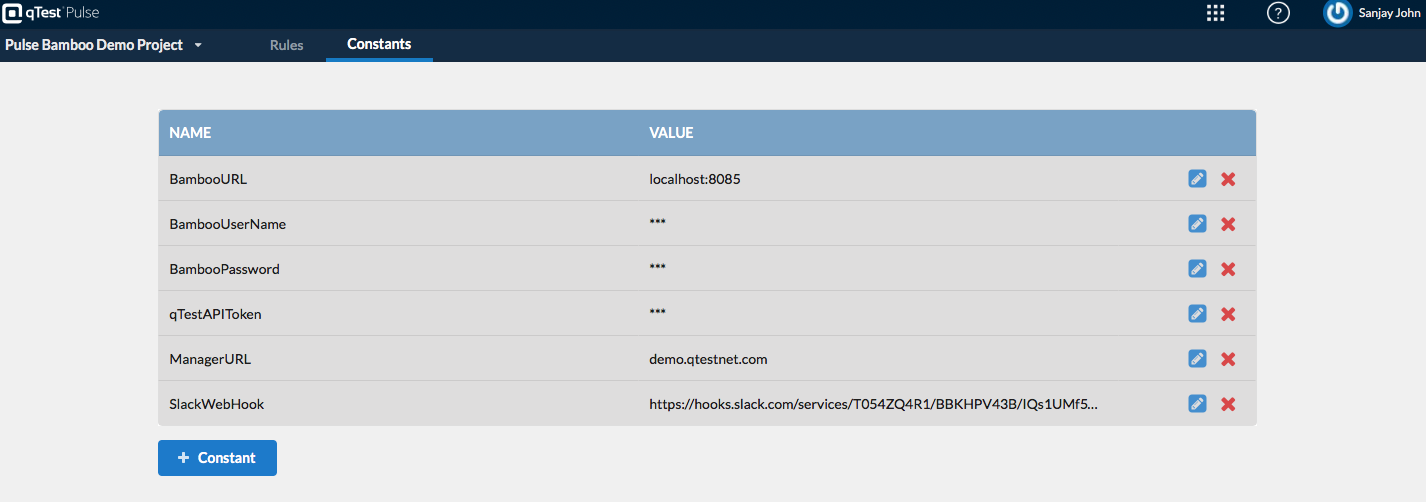 qTest Pulse
?
Sanjay John
Pulse Bamboo Demo Project
Rules
Constants
NAME VALUE
BambooURL localhost:8085
BambooUserName ***
BambooPassword ***
qTestAPIToken ***
ManagerURL demo.qtestnet.com
SlackWebHook https://hooks.slack.com/services/T054ZQ4R1/BBKHPV43B/IQs1UMf5...
+ Constant